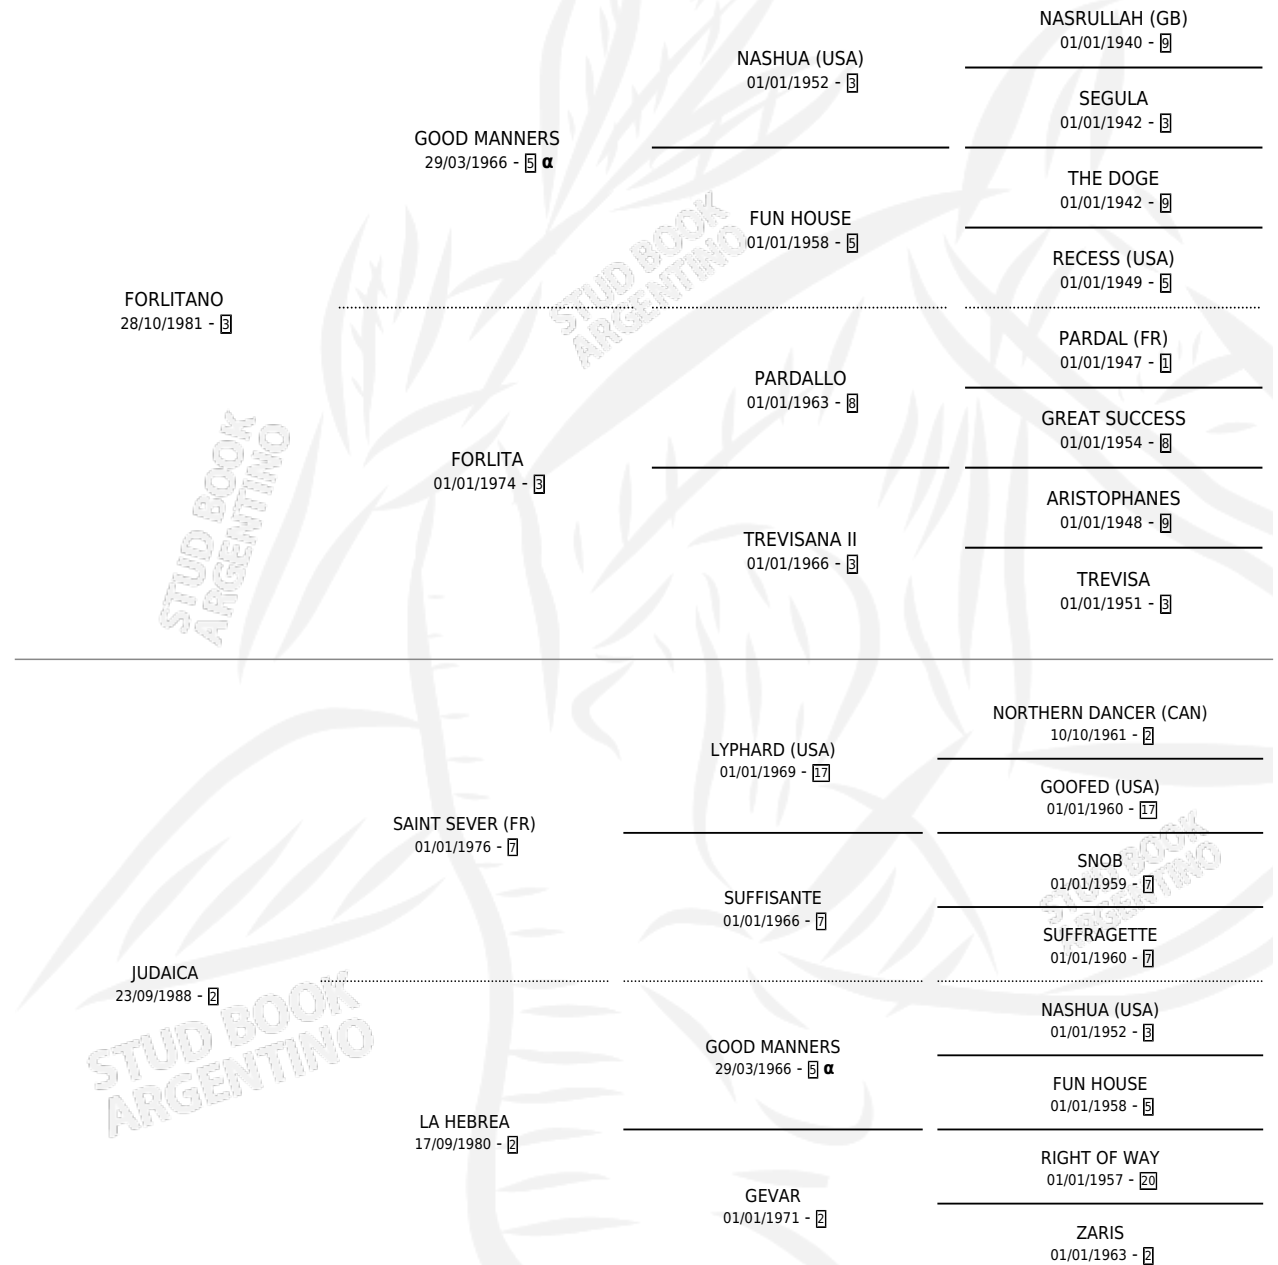 NASRULLAH (GB)
01/01/1940 - 9
NASHUA (USA)
01/01/1952 - 3
SEGULA
01/01/1942 - 3
GOOD MANNERS
29/03/1966 - 5 α
THE DOGE
01/01/1942 - 9
FUN HOUSE
01/01/1958 - 5
RECESS (USA)
01/01/1949 - 5
STUD BOOK
ARGENTINO
FORLITANO
28/10/1981 - 3
PARDAL (FR)
01/01/1947 - 1
PARDALLO
01/01/1963 - 8
GREAT SUCCESS
01/01/1954 - 8
FORLITA
01/01/1974 - 3
ARISTOPHANES
01/01/1948 - 9
TREVISANA II
01/01/1966 - 3
TREVISA
01/01/1951 - 3
STUD BOOK
ARGENTINO
NORTHERN DANCER (CAN)
10/10/1961 - 2
LYPHARD (USA)
01/01/1969 - 17
GOOFED (USA)
01/01/1960 - 17
SAINT SEVER (FR)
01/01/1976 - 7
SNOB
01/01/1959 - 7
SUFFISANTE
01/01/1966 - 7
SUFFRAGETTE
01/01/1960 - 7
STUD BOOK
ARGENTINO
JUDAICA
23/09/1988 - 2
NASHUA (USA)
01/01/1952 - 3
GOOD MANNERS
29/03/1966 - 5 α
FUN HOUSE
01/01/1958 - 5
LA HEBREA
17/09/1980 - 2
RIGHT OF WAY
01/01/1957 - 20
GEVAR
01/01/1971 - 2
ZARIS
01/01/1963 - 2
STUD BOOK
ARGENTINO